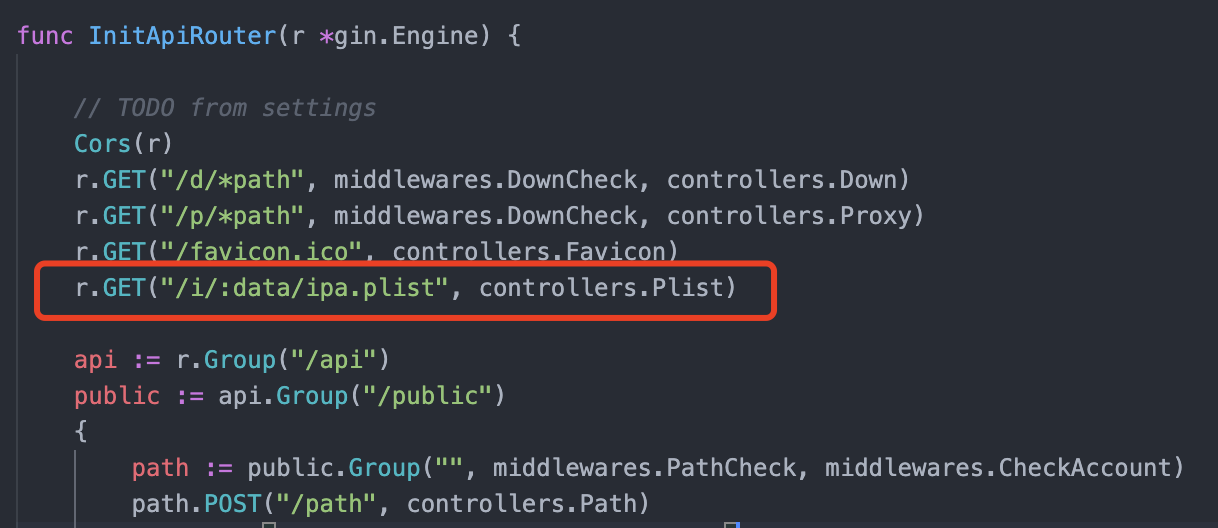 func InitApiRouter(r *gin.Engine) {
// TODO from settings
Cors(r)
r.GET("/d/*path", middlewares.DownCheck, controllers.Down)
r.GET("/p/*path", middlewares.DownCheck, controllers.Proxy)
r.GET("/favicon.ico", controllers.Favicon)
r.GET("/i/:data/ipa.plist", controllers.Plist)
api := r.Group("/api")
public := api.Group("/public")
{
path := public.Group("", middlewares.PathCheck, middlewares.CheckAccount)
path.POST("/path", controllers.Path)